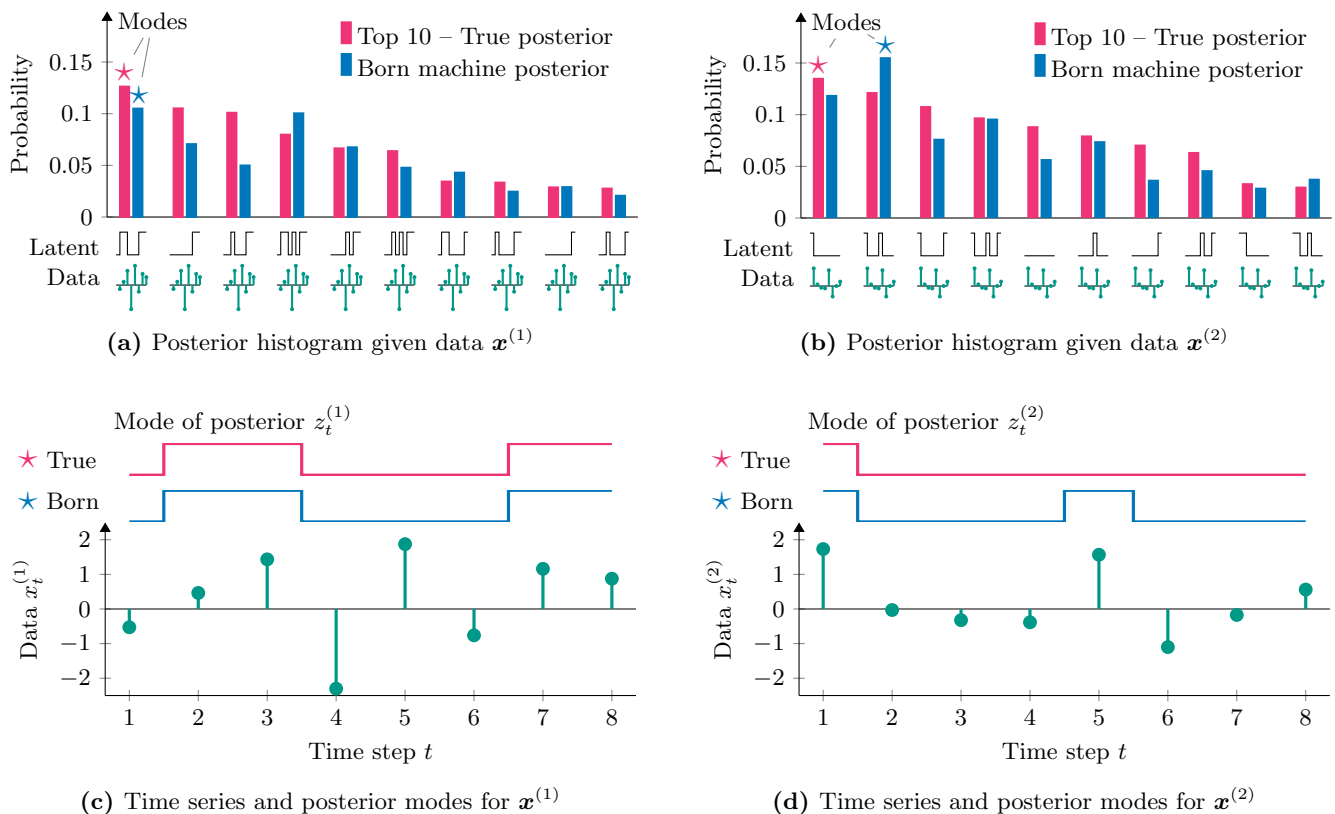 Modes
Top 10 – True posterior
Born machine posterior
Probability
0.15
0.1
0.05
0
Latent
Data
(a) Posterior histogram given data x^(1)
Modes
Top 10 – True posterior
Born machine posterior
Probability
0.15
0.1
0.05
0
Latent
Data
(b) Posterior histogram given data x^(2)
Mode of posterior z_t^(1)
True
Born
Data x_t^(1)
2
1
0
−1
−2
1 2 3 4 5 6 7 8
Time step t
(c) Time series and posterior modes for x^(1)
Mode of posterior z_t^(2)
True
Born
Data x_t^(2)
2
1
0
−1
−2
1 2 3 4 5 6 7 8
Time step t
(d) Time series and posterior modes for x^(2)